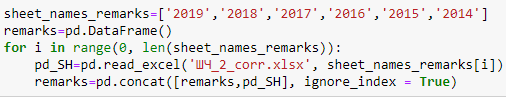 sheet_names_remarks=['2019','2018','2017','2016','2015','2014']
remarks=pd.DataFrame()
for i in range(0, len(sheet_names_remarks)):
    pd_SH=pd.read_excel('ШЧ_2_corr.xlsx', sheet_names_remarks[i])
    remarks=pd.concat([remarks,pd_SH], ignore_index = True)